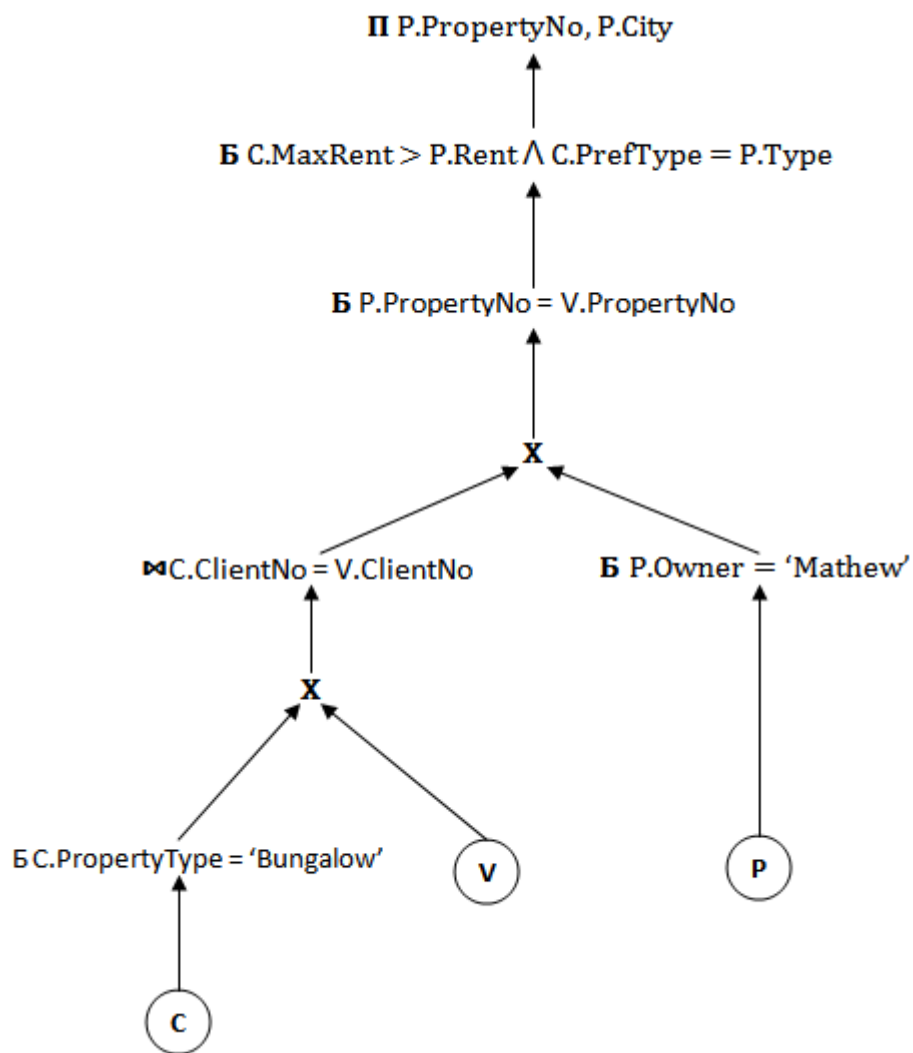 П P.PropertyNo, P.City
Б C.MaxRent > P.Rent Λ C.PrefType = P.Type
Б P.PropertyNo = V.PropertyNo
X
⋈C.ClientNo = V.ClientNo
Б P.Owner = ‘Mathew’
X
Б C.PropertyType = ‘Bungalow’
V
P
C